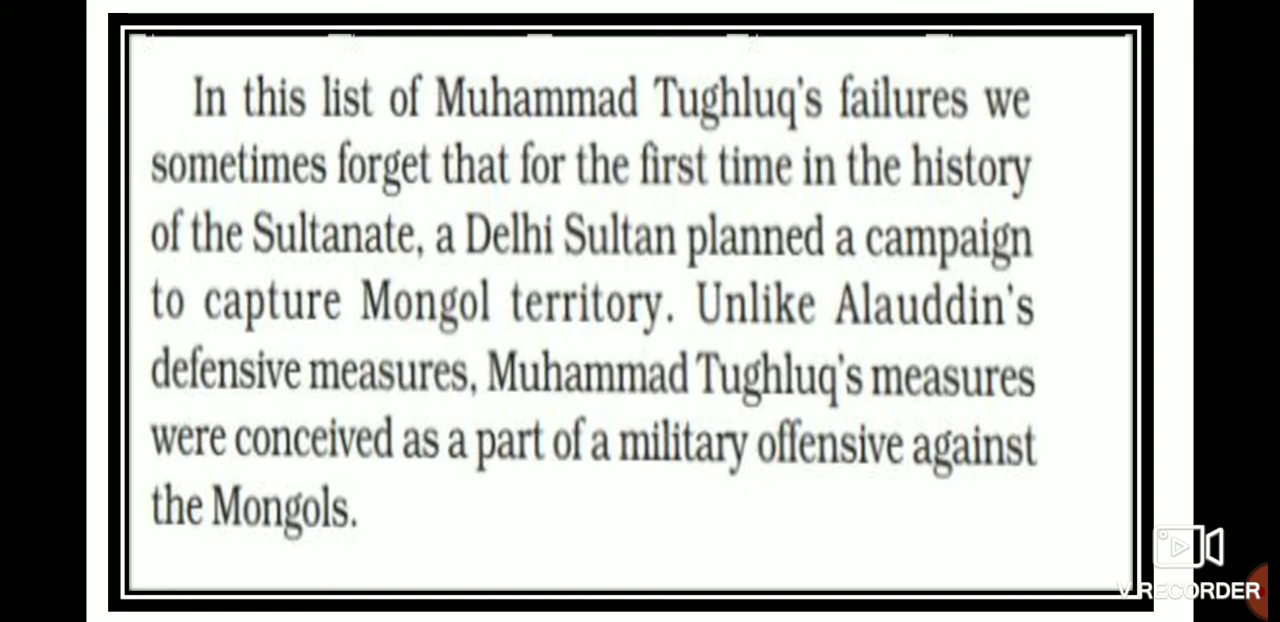 In this list of Muhammad Tughluq's failures we
sometimes forget that for the first time in the history
of the Sultanate, a Delhi Sultan planned a campaign
to capture Mongol territory. Unlike Alauddin's
defensive measures, Muhammad Tughluq's measures
were conceived as a part of a military offensive against
the Mongols.
V RECORDER